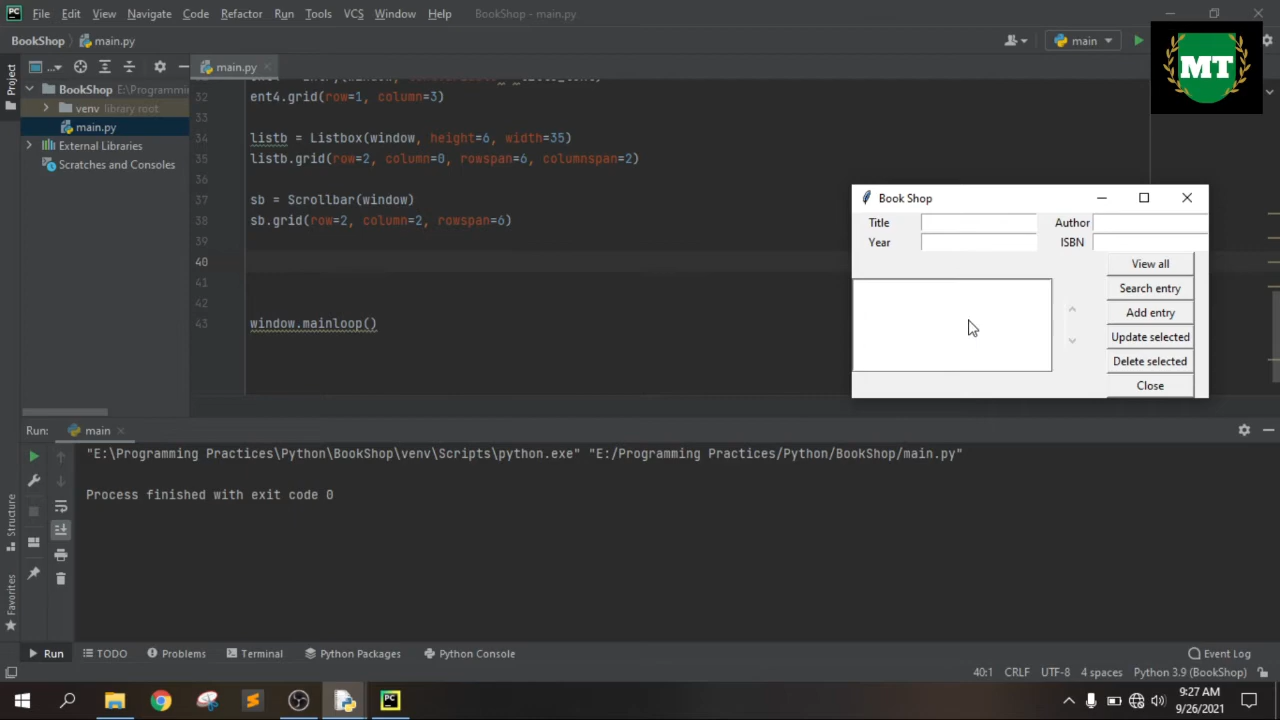 File Edit View Navigate Code Refactor Run Tools VCS Window Help BookShop - main.py
BookShop main.py
main
MT
Project
...
main.py
BookShop E:\Programmi
venv library root
main.py
External Libraries
Scratches and Consoles
32 ent4.grid(row=1, column=3)
33
34 listb = Listbox(window, height=6, width=35)
35 listb.grid(row=2, column=0, rowspan=6, columnspan=2)
36
37 sb = Scrollbar(window)
38 sb.grid(row=2, column=2, rowspan=6)
39
40
41
42
43 window.mainloop()
Book Shop
Title Author
Year ISBN
View all
Search entry
Add entry
Update selected
Delete selected
Close
Run: main
"E:\Programming Practices\Python\BookShop\venv\Scripts\python.exe" "E:/Programming Practices/Python/BookShop/main.py"
Process finished with exit code 0
Structure
Favorites
Run TODO Problems Terminal Python Packages Python Console Event Log
40:1 CRLF UTF-8 4 spaces Python 3.9 (BookShop)
9:27 AM
9/26/2021